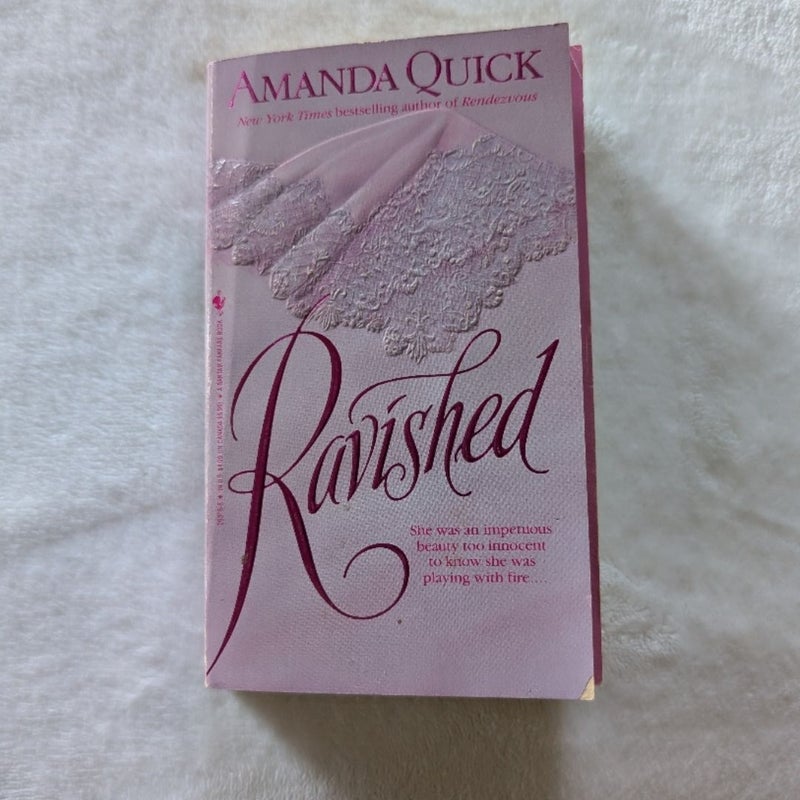 AMANDA QUICK
New York Times bestselling author of Rendezvous
Ravished
She was an impetuous
beauty too innocent
to know she was
playing with fire....